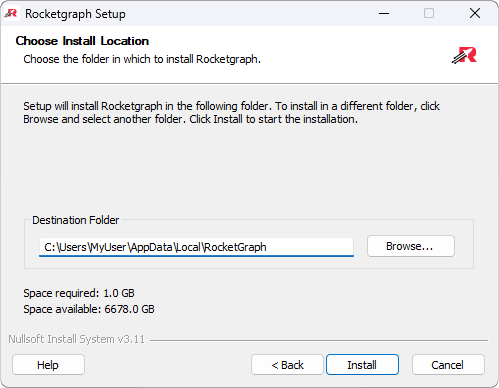 Rocketgraph Setup
Choose Install Location
Choose the folder in which to install Rocketgraph.
Setup will install Rocketgraph in the following folder. To install in a different folder, click
Browse and select another folder. Click Install to start the installation.
Destination Folder
C:\Users\MyUser\AppData\Local\RocketGraph
Browse...
Space required: 1.0 GB
Space available: 6678.0 GB
Nullsoft Install System v3.11
Help
< Back
Install
Cancel